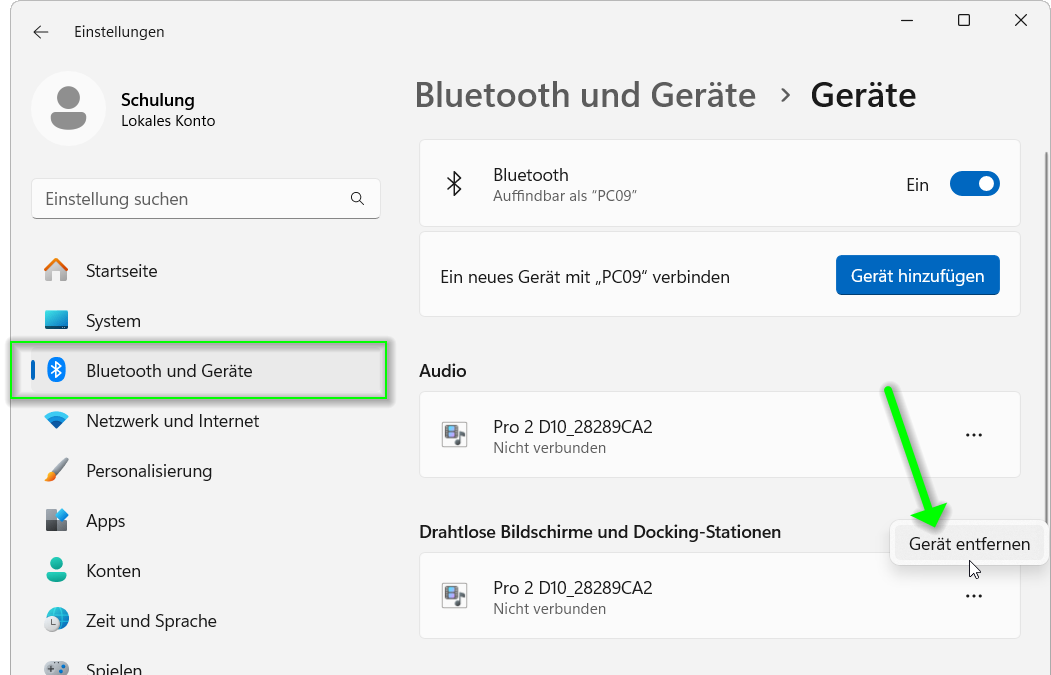 Einstellungen
Schulung
Lokales Konto
Einstellung suchen
Startseite
System
Bluetooth und Geräte
Netzwerk und Internet
Personalisierung
Apps
Konten
Zeit und Sprache
Spielen
Bluetooth und Geräte › Geräte
Bluetooth
Auffindbar als “PC09”
Ein
Ein neues Gerät mit „PC09“ verbinden
Gerät hinzufügen
Audio
Pro 2 D10_28289CA2
Nicht verbunden
Drahtlose Bildschirme und Docking-Stationen
Gerät entfernen
Pro 2 D10_28289CA2
Nicht verbunden